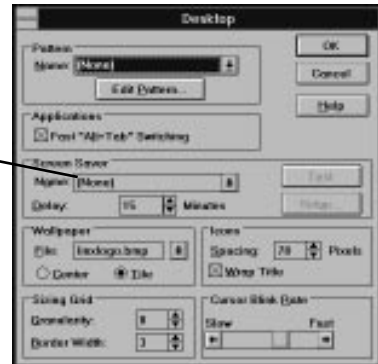 Desktop
Pattern
Name: (None)
Edit Pattern...
OK
Cancel
Help
Applications
Fast "Alt+Tab" Switching
Screen Saver
Name: (None)
Delay: 15 Minutes
Test
Setup...
Wallpaper
File:
Center Tile
Icons
Spacing: Pixels
Wrap Title
Sizing Grid
Granularity: 0
Border Width: 3
Cursor Blink Rate
Slow Fast